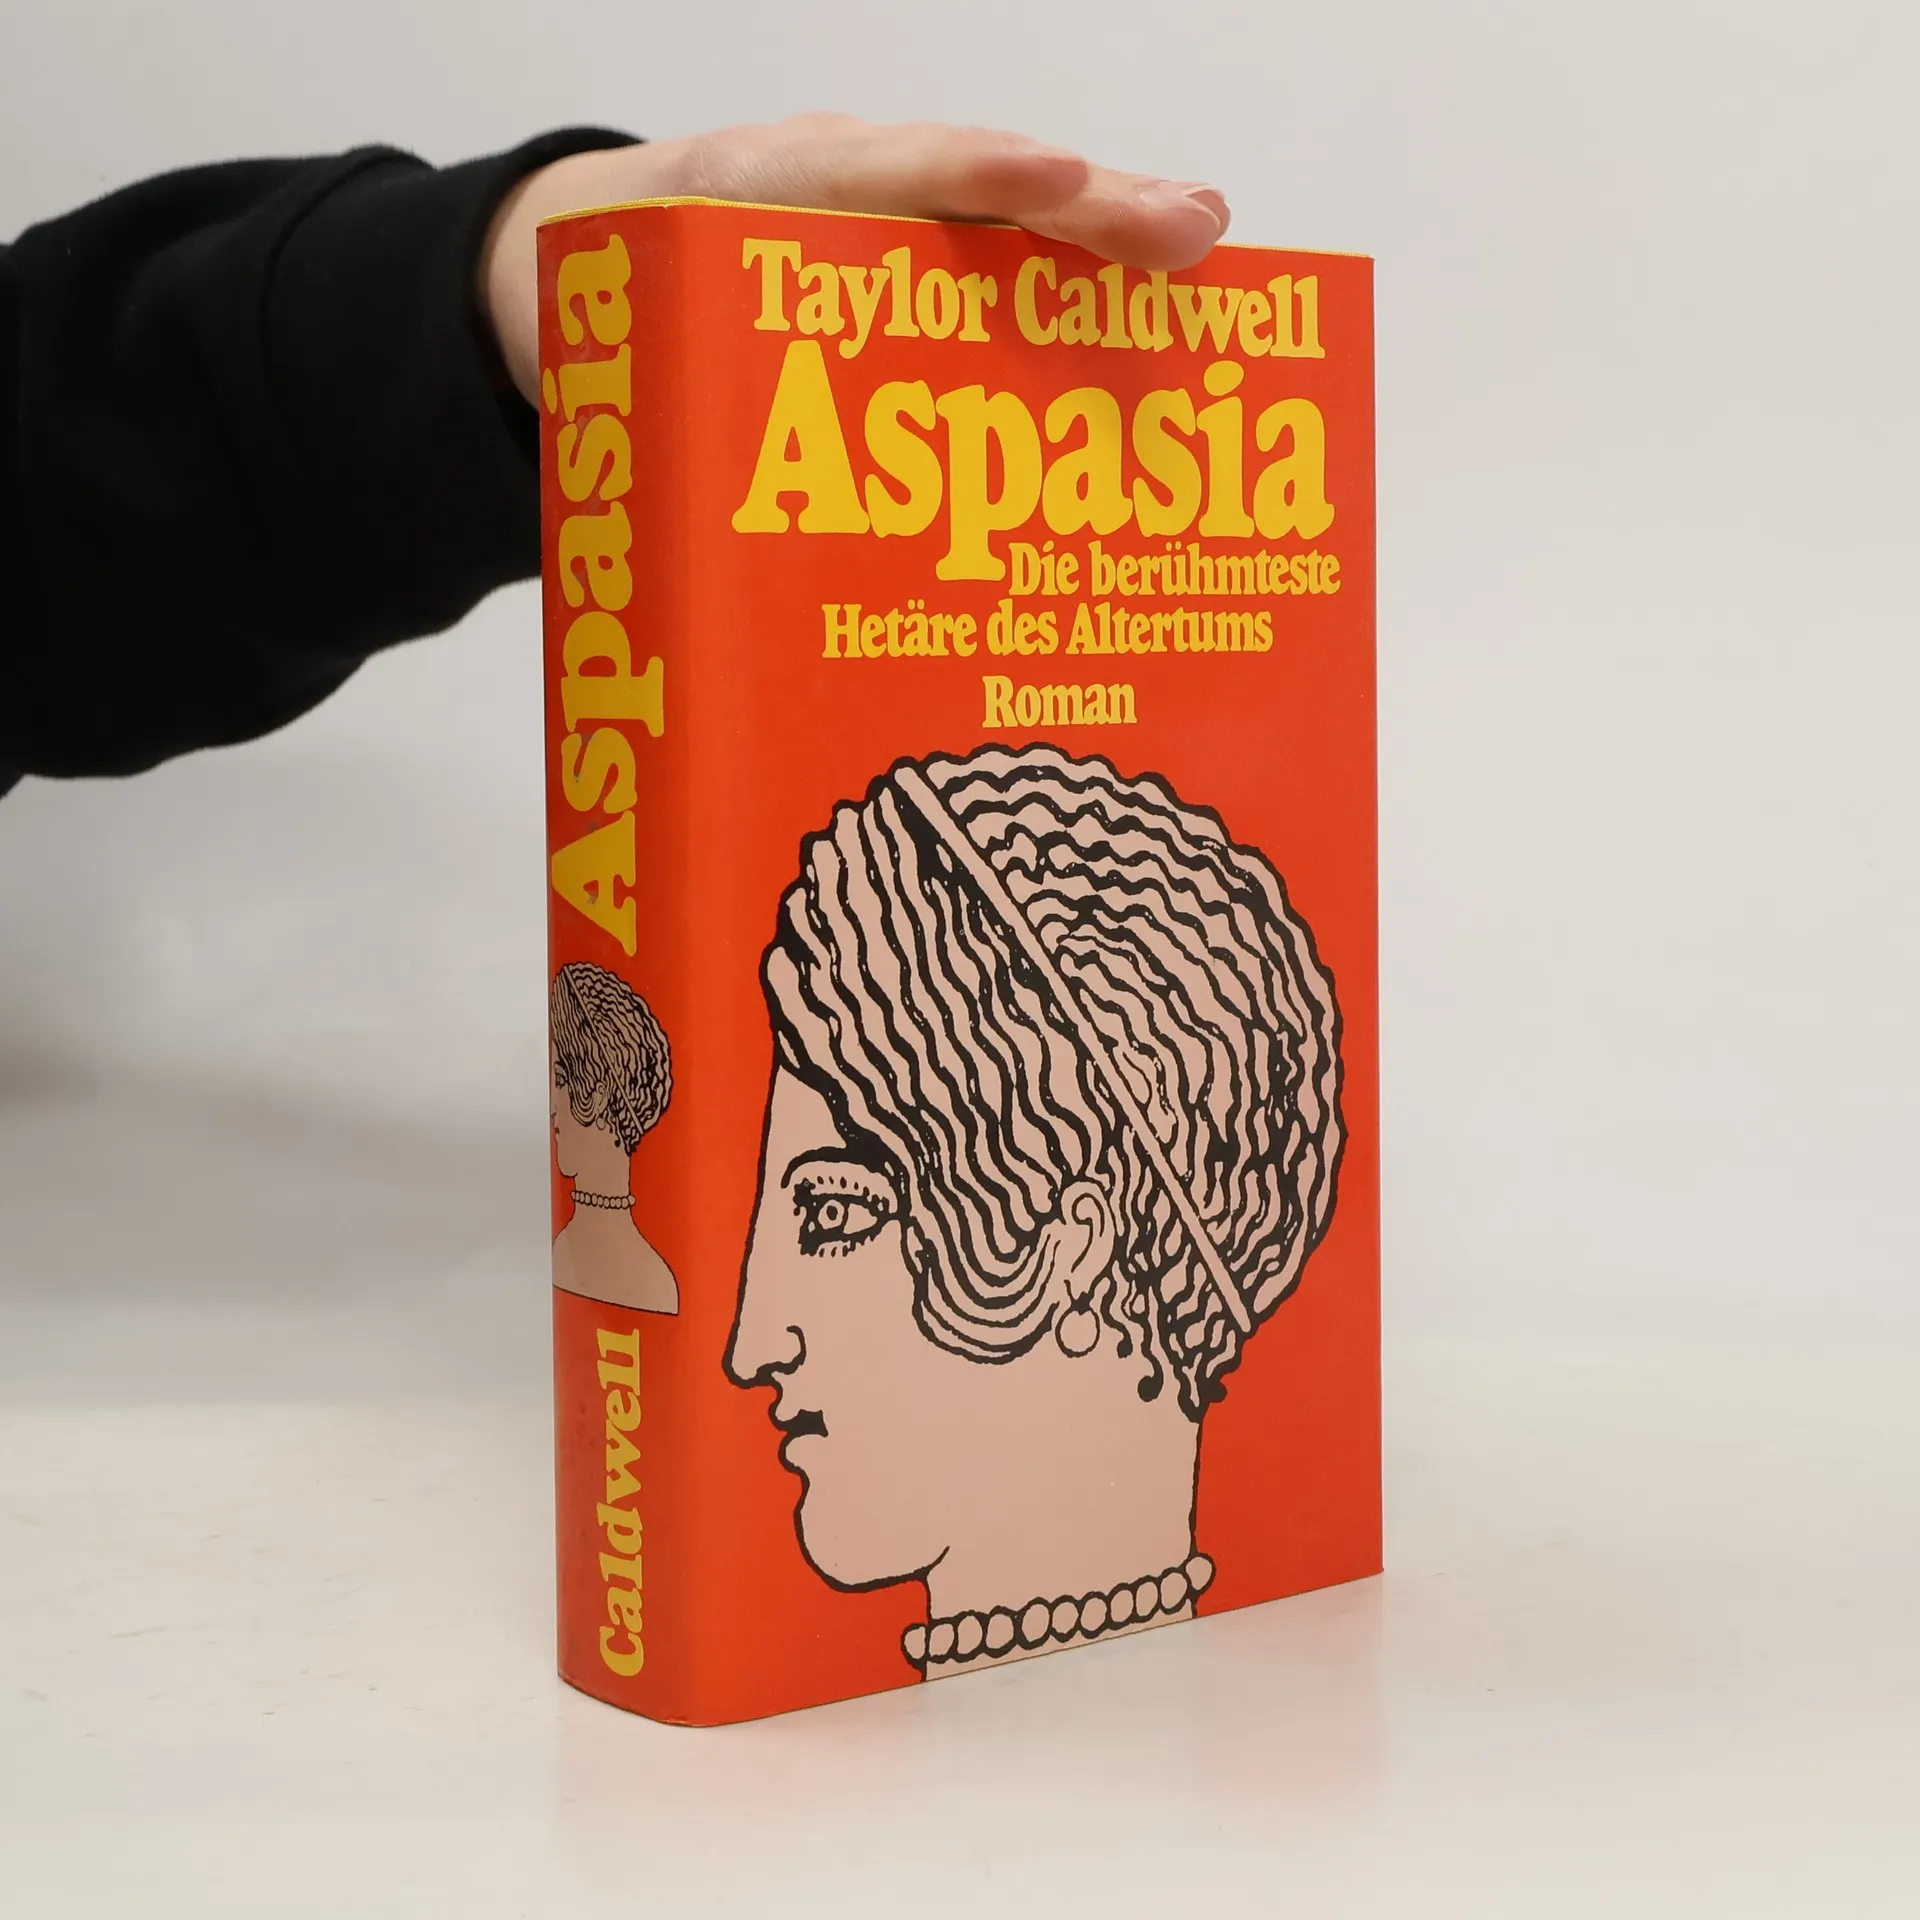 Taylor Caldwell
Aspasia
Die berühmteste
Hetäre des Altertums
Roman
Aspasia
Caldwell